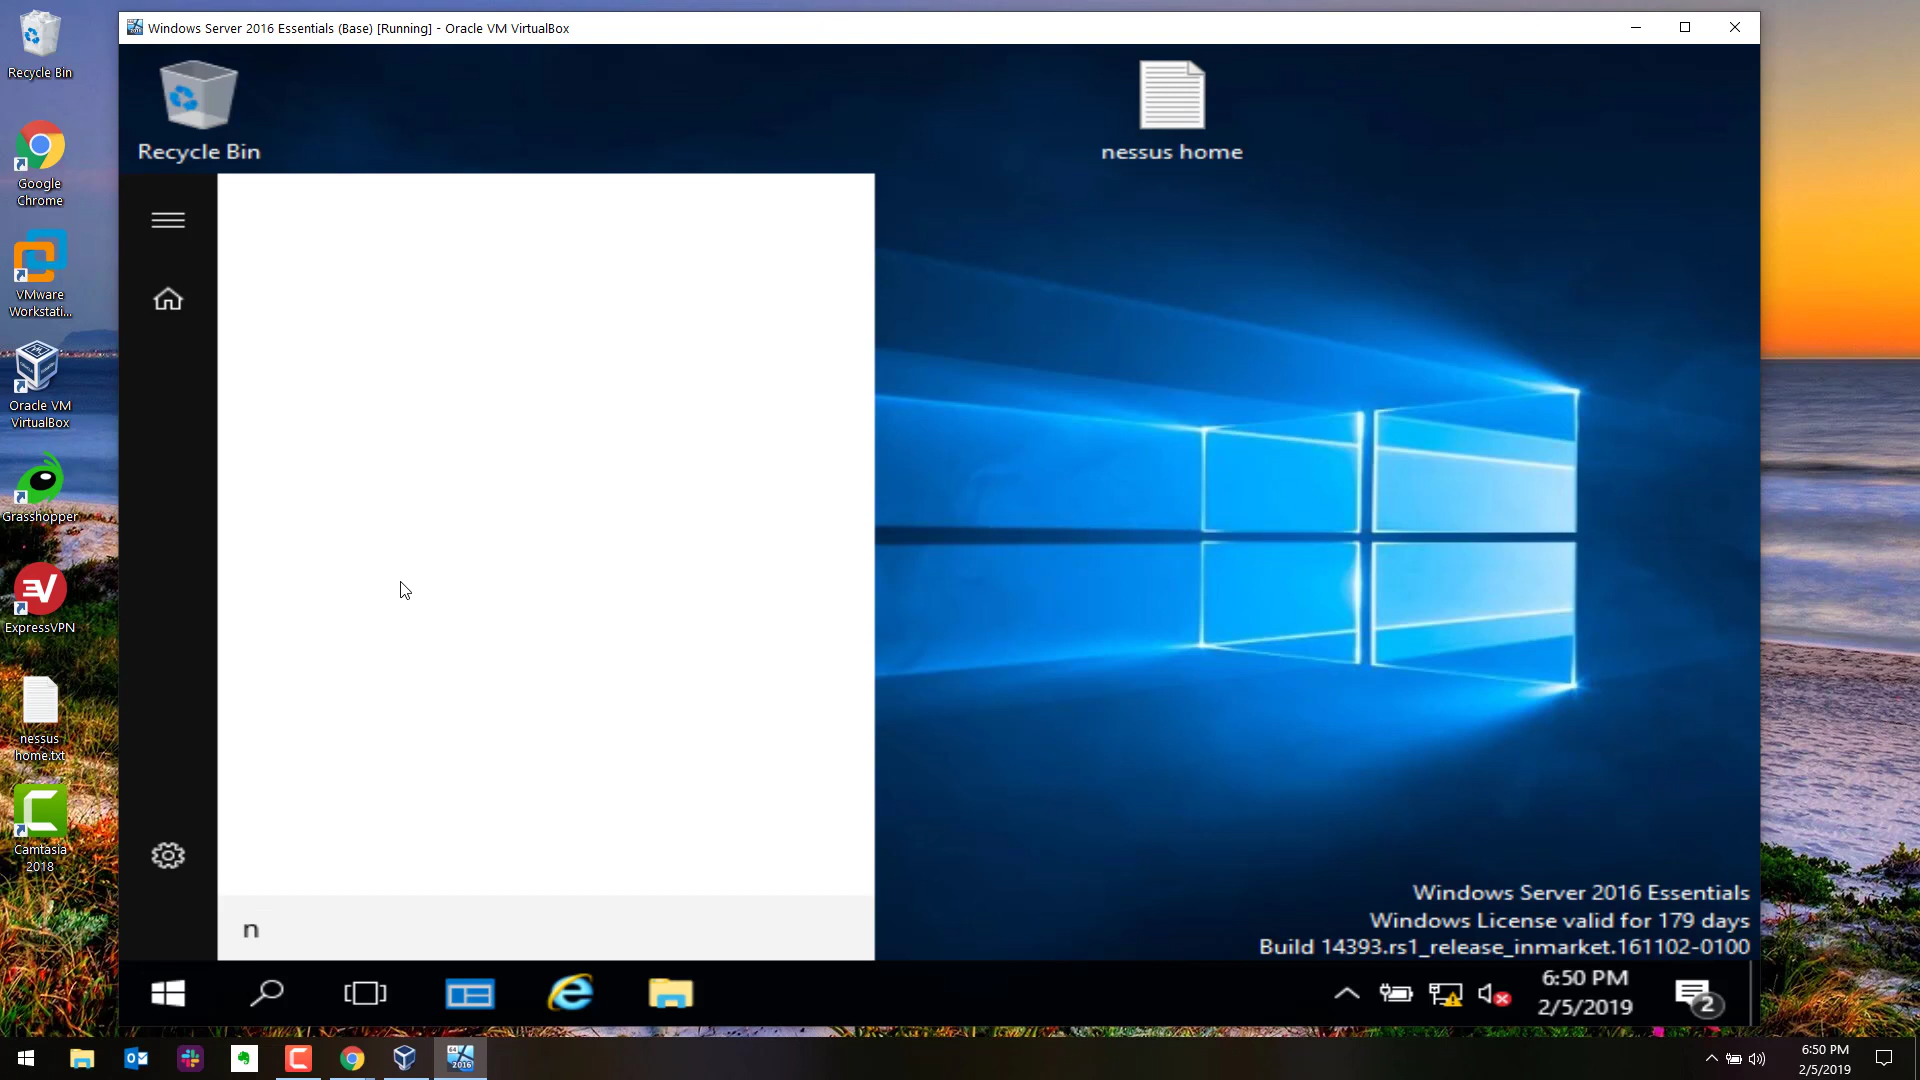 Windows Server 2016 Essentials (Base) [Running] - Oracle VM VirtualBox
Recycle Bin
Google
Chrome
VMware
Workstati...
Oracle VM
VirtualBox
Grasshopper
ExpressVPN
nessus
home.txt
Camtasia
2018
Recycle Bin
nessus home
n
Windows Server 2016 Essentials
Windows License valid for 179 days
Build 14393.rs1_release_inmarket.161102-0100
6:50 PM
2/5/2019
2
6:50 PM
2/5/2019